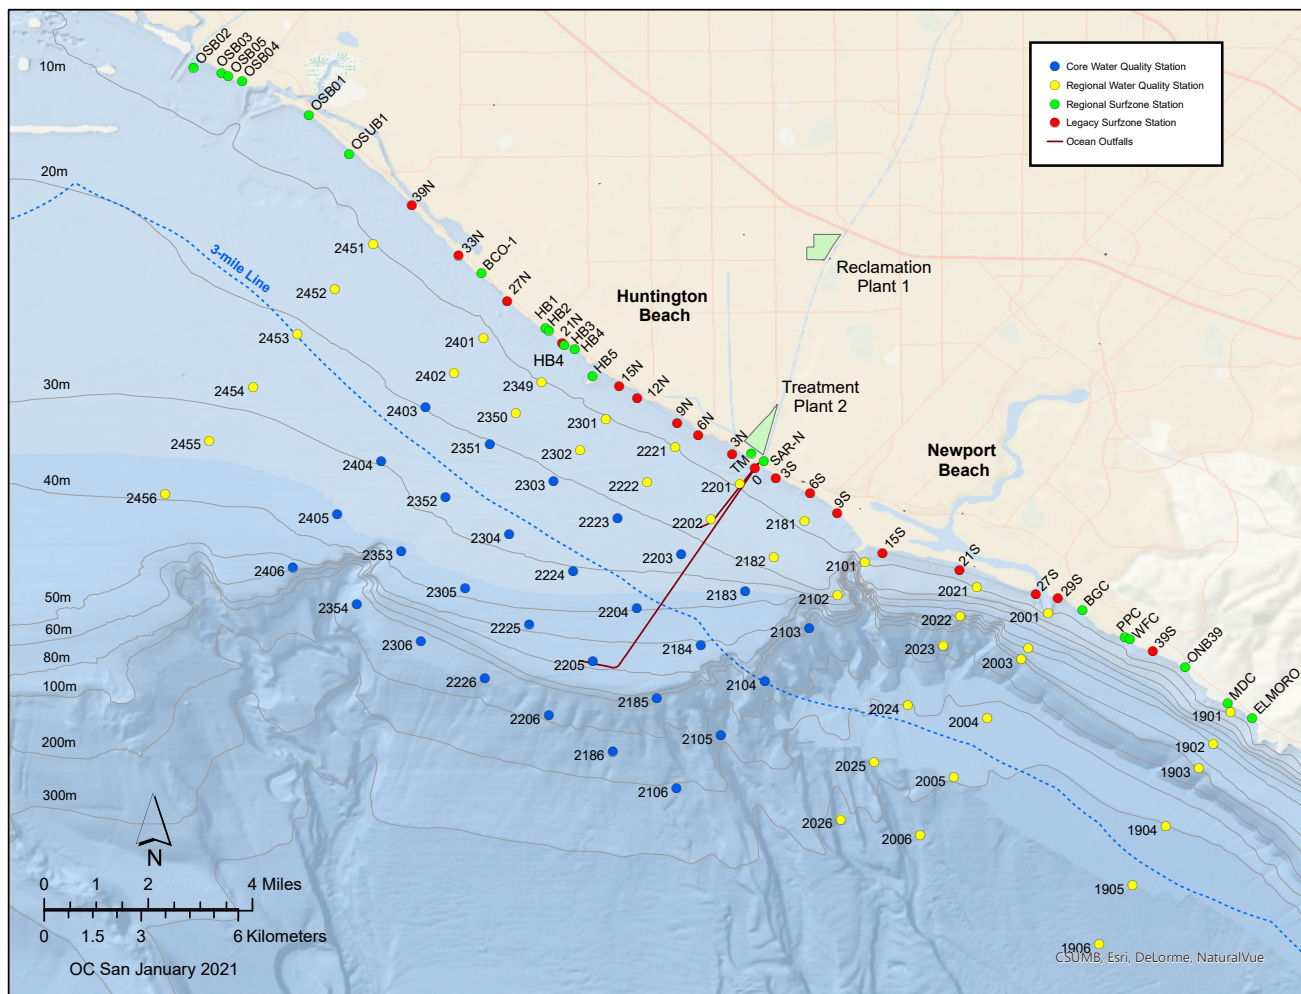 OSB02
OSB03
OSB05
OSB04
10m
OSB01
OSUB1
20m
39N
33N
BCO-1
27N
2451
3-mile Line
2452
2453
HB1
HB2
21N
HB3
HB4
HB4
HB5
Huntington
Beach
Reclamation
Plant 1
Core Water Quality Station
Regional Water Quality Station
Regional Surfzone Station
Legacy Surfzone Station
Ocean Outfalls
2401
2402
2349
15N
12N
30m
2454
2403
2350
2301
9N
6N
Treatment
Plant 2
2455
2404
2351
2302
2221
3N
TM
SAR-N
0
3S
6S
9S
Newport
Beach
40m
2456
2405
2352
2303
2222
2201
2202
2181
2223
2304
2353
2406
2203
2182
2101
15S
21S
27S
29S
BGC
PPC
WFC
39S
ONB39
MDC
ELMORO
50m
2354
2305
2224
2183
2102
2021
2001
60m
2306
2225
2204
2103
2022
2023
2003
80m
2205
2184
100m
2226
2185
2104
2024
2004
1901
200m
2206
2105
2186
2025
2005
1902
1903
300m
2106
2026
2006
1904
1905
1906
N
0 1 2 4 Miles
0 1.5 3 6 Kilometers
OC San January 2021
CSUMB, Esri, DeLorme, NaturalVue